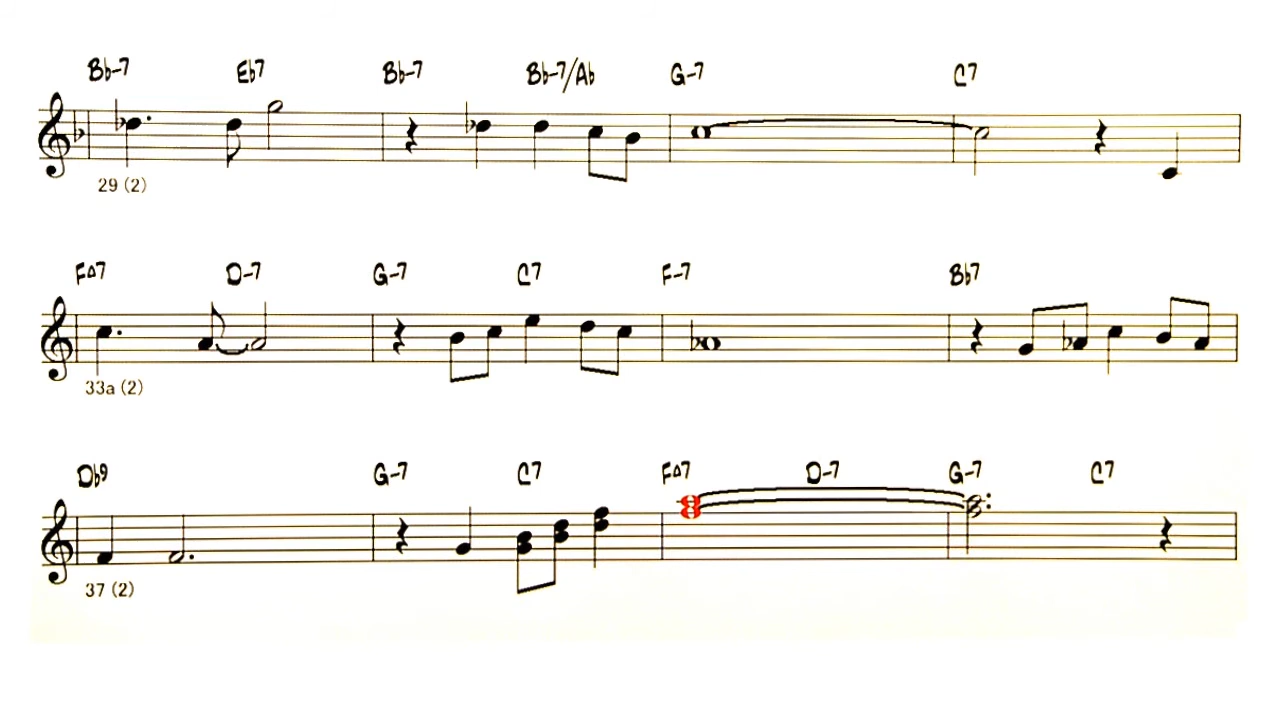 Bb-7 Eb7 Bb-7 Bb-7/Ab G-7 C7
29 (2)
F△7 D-7 G-7 C7 F-7 Bb7
33a (2)
Db9 G-7 C7 F△7 D-7 G-7 C7
37 (2)